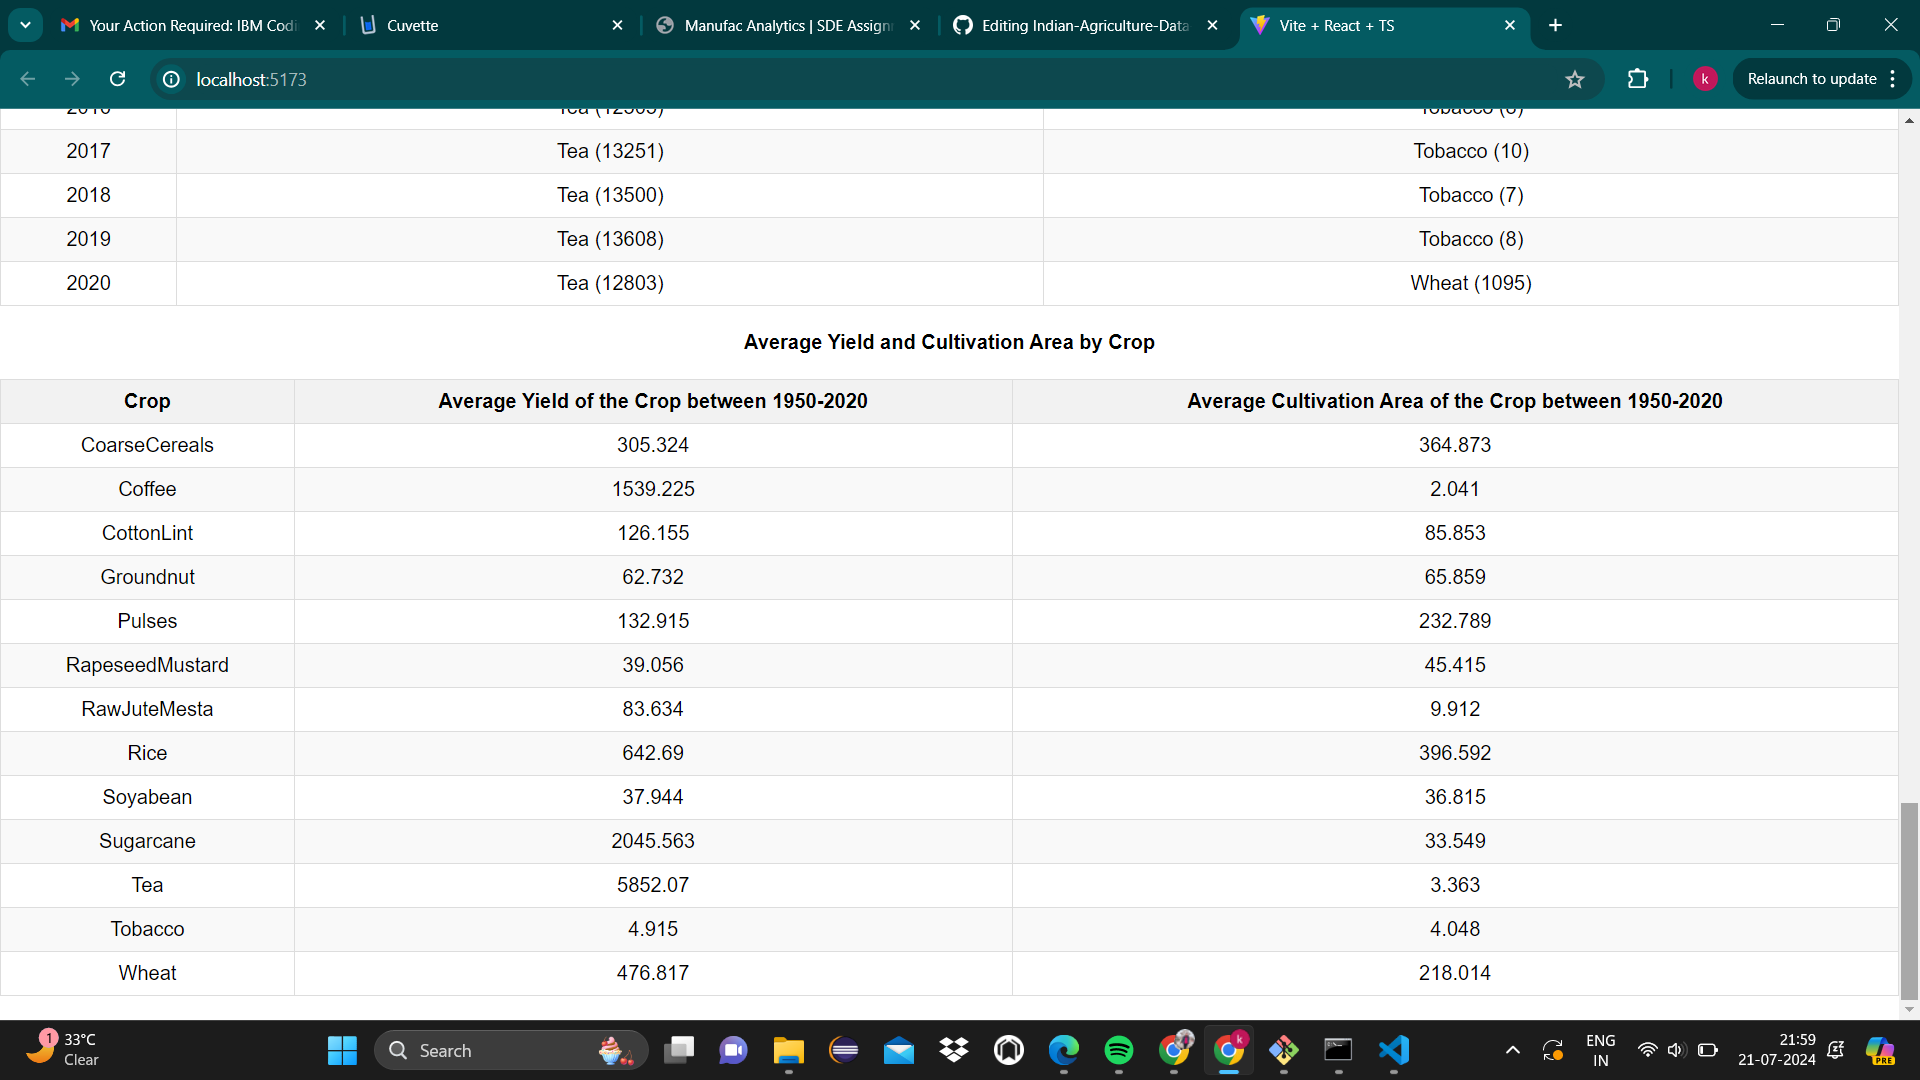 Your Action Required: IBM Codi
Cuvette
Manufac Analytics | SDE Assign
Editing Indian-Agriculture-Data
Vite + React + TS
localhost:5173
k
Relaunch to update
2017 Tea (13251) Tobacco (10)
2018 Tea (13500) Tobacco (7)
2019 Tea (13608) Tobacco (8)
2020 Tea (12803) Wheat (1095)
Average Yield and Cultivation Area by Crop
Crop Average Yield of the Crop between 1950-2020 Average Cultivation Area of the Crop between 1950-2020
CoarseCereals 305.324 364.873
Coffee 1539.225 2.041
CottonLint 126.155 85.853
Groundnut 62.732 65.859
Pulses 132.915 232.789
RapeseedMustard 39.056 45.415
RawJuteMesta 83.634 9.912
Rice 642.69 396.592
Soyabean 37.944 36.815
Sugarcane 2045.563 33.549
Tea 5852.07 3.363
Tobacco 4.915 4.048
Wheat 476.817 218.014
1
33°C
Clear
Search
k
ENG
IN
21:59
21-07-2024
PRE